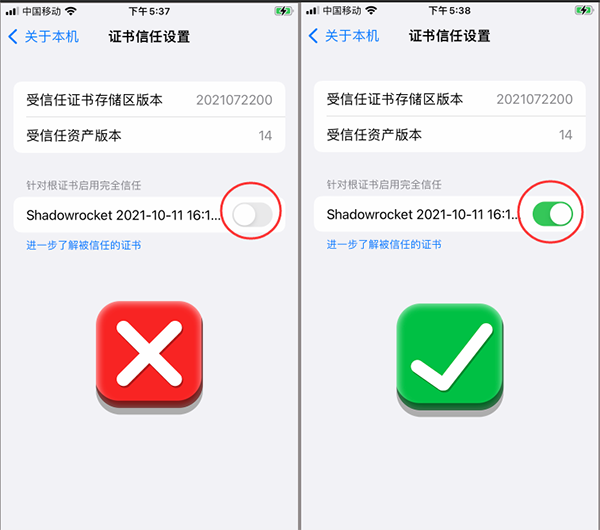 中国移动 下午5:37
关于本机 证书信任设置
受信任证书存储区版本 2021072200
受信任资产版本 14
针对根证书启用完全信任
Shadowrocket 2021-10-11 16:1...
进一步了解被信任的证书
中国移动 下午5:38
关于本机 证书信任设置
受信任证书存储区版本 2021072200
受信任资产版本 14
针对根证书启用完全信任
Shadowrocket 2021-10-11 16:1...
进一步了解被信任的证书